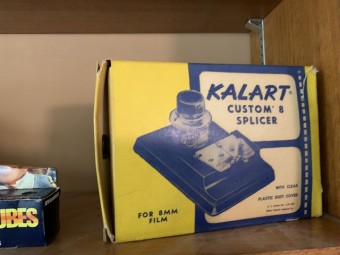 KALART
CUSTOM 8
SPLICER
FOR 8MM
FILM
WITH CLEAR
PLASTIC DUST COVER
UBES